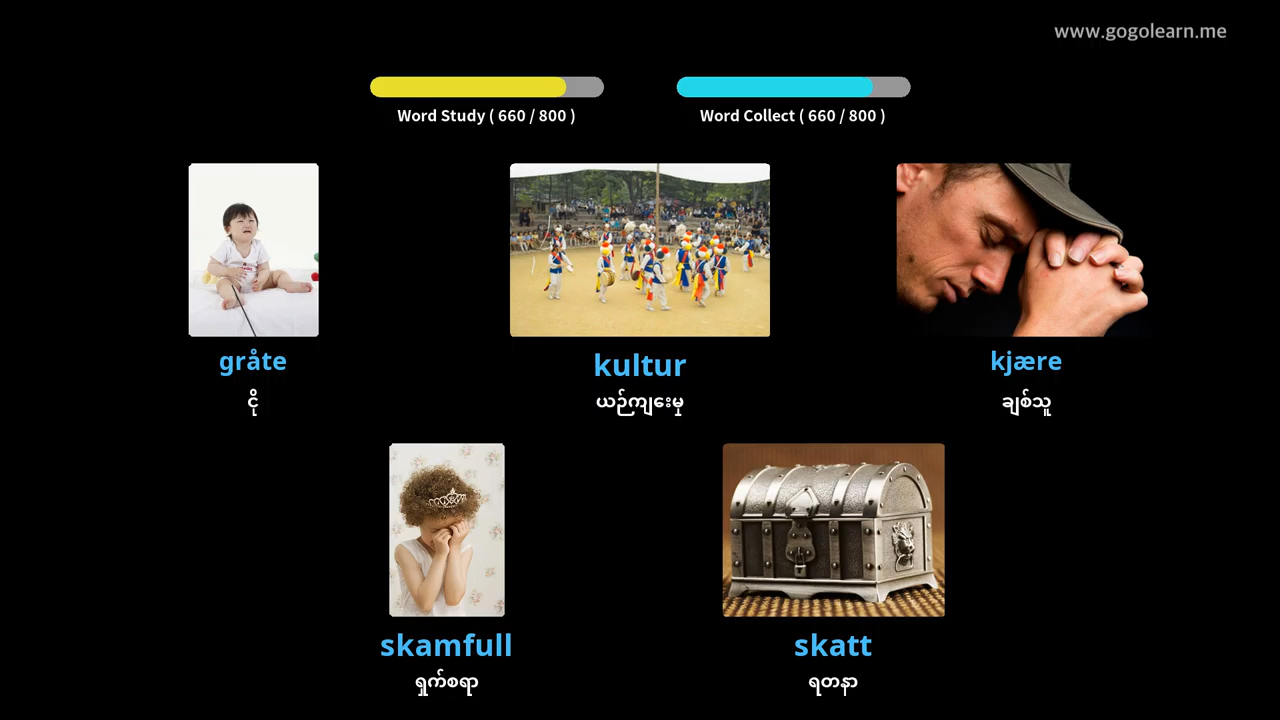 www.gogolearn.me
Word Study ( 660 / 800 )
Word Collect ( 660 / 800 )
gråte
ငို
kultur
ယဉ်ကျေးမှု
kjære
ချစ်သူ
skamfull
ရှက်စရာ
skatt
ရတနာ